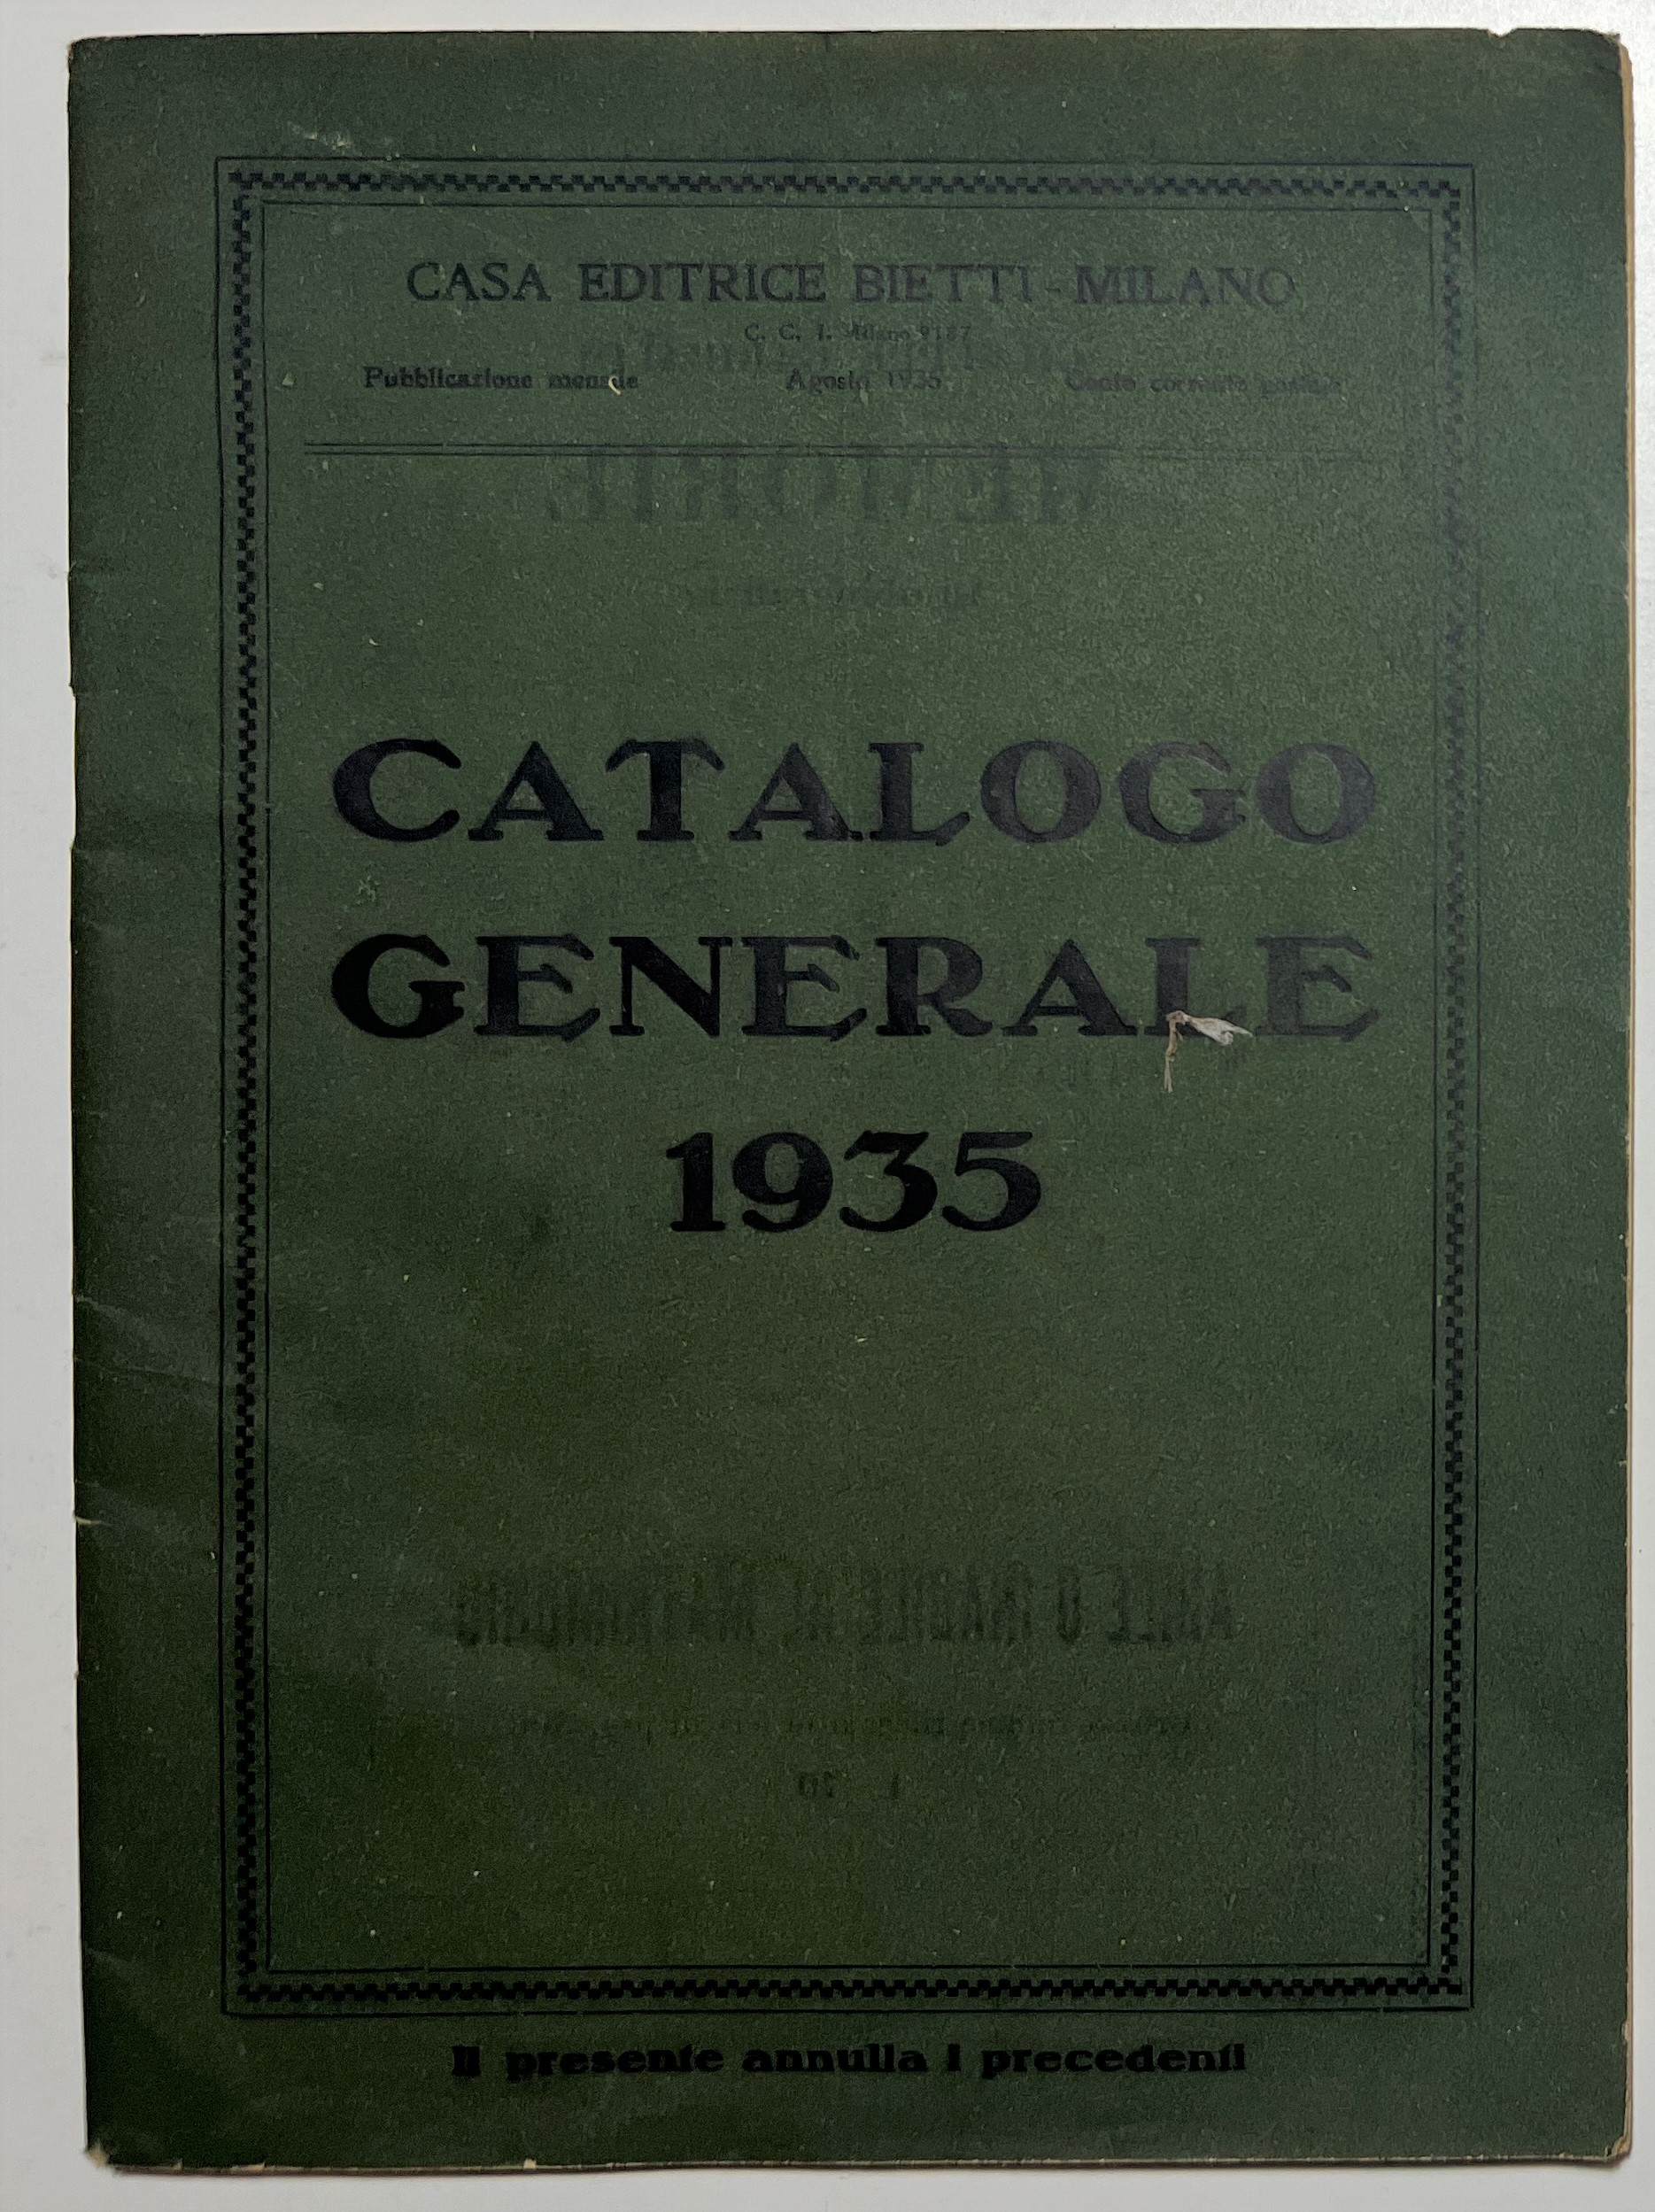 CASA EDITRICE BIETTI - MILANO
C. C. I. Milano 9187
Pubblicazione mensile Agosto 1935 Conto corrente postale
CATALOGO
GENERALE
1935
Il presente annulla i precedenti